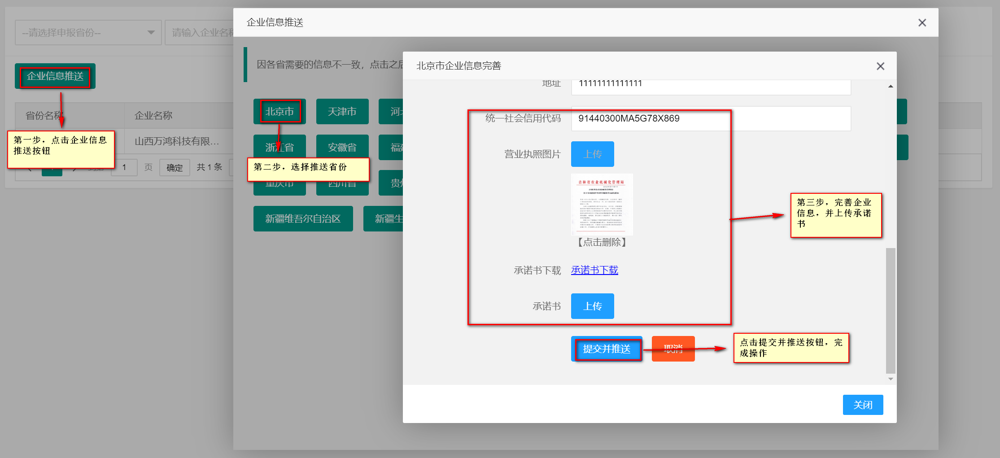 企业信息推送
--请选择申报省份--
请输入企业名称
因各省需要的信息不一致，点击之后
北京市企业信息完善
企业信息推送
地址
11111111111111
北京市
天津市
省份名称
企业名称
统一社会信用代码
91440300MA5G78X869
第一步，点击企业信息
推送按钮
山西万鸿科技有限...
浙江省
安徽省
营业执照图片
上传
1
页
确定
共 1 条
第二步，选择推送省份
重庆市
四川省
吉林省农业机械化管理局
第三步，完善企业
信息，并上传承诺
书
新疆维吾尔自治区
新疆生
【点击删除】
承诺书下载
承诺书下载
承诺书
上传
提交并推送
取消
点击提交并推送按钮，完
成操作
关闭